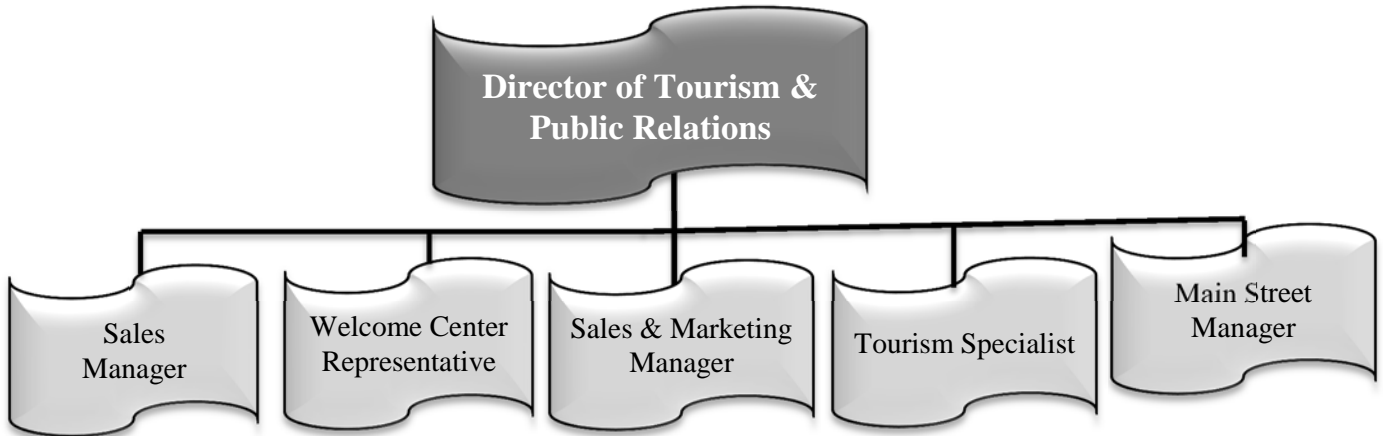 Director of Tourism &
Public Relations
Sales
Manager
Welcome Center
Representative
Sales & Marketing
Manager
Tourism Specialist
Main Street
Manager